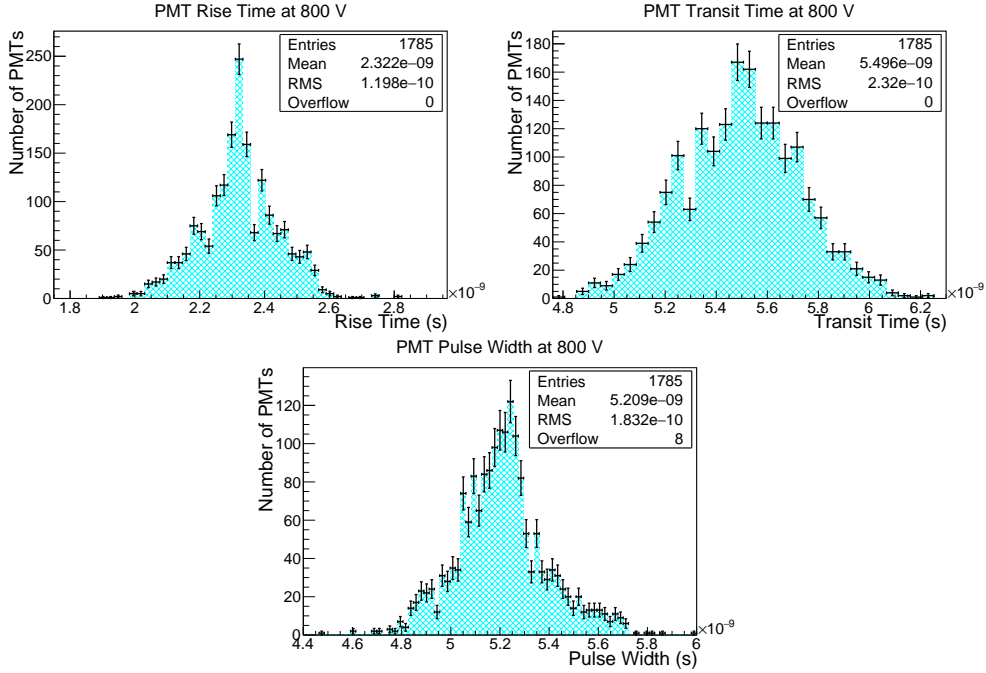 PMT Rise Time at 800 V
Number of PMTs
250
200
150
100
50
0
Entries 1785
Mean 2.322e−09
RMS 1.198e−10
Overflow 0
1.8 2 2.2 2.4 2.6 2.8
×10−9
Rise Time (s)
PMT Transit Time at 800 V
Number of PMTs
180
160
140
120
100
80
60
40
20
0
Entries 1785
Mean 5.496e−09
RMS 2.32e−10
Overflow 0
4.8 5 5.2 5.4 5.6 5.8 6 6.2
×10−9
Transit Time (s)
PMT Pulse Width at 800 V
Number of PMTs
120
100
80
60
40
20
0
Entries 1785
Mean 5.209e−09
RMS 1.832e−10
Overflow 8
4.4 4.6 4.8 5 5.2 5.4 5.6 5.8 6
×10−9
Pulse Width (s)